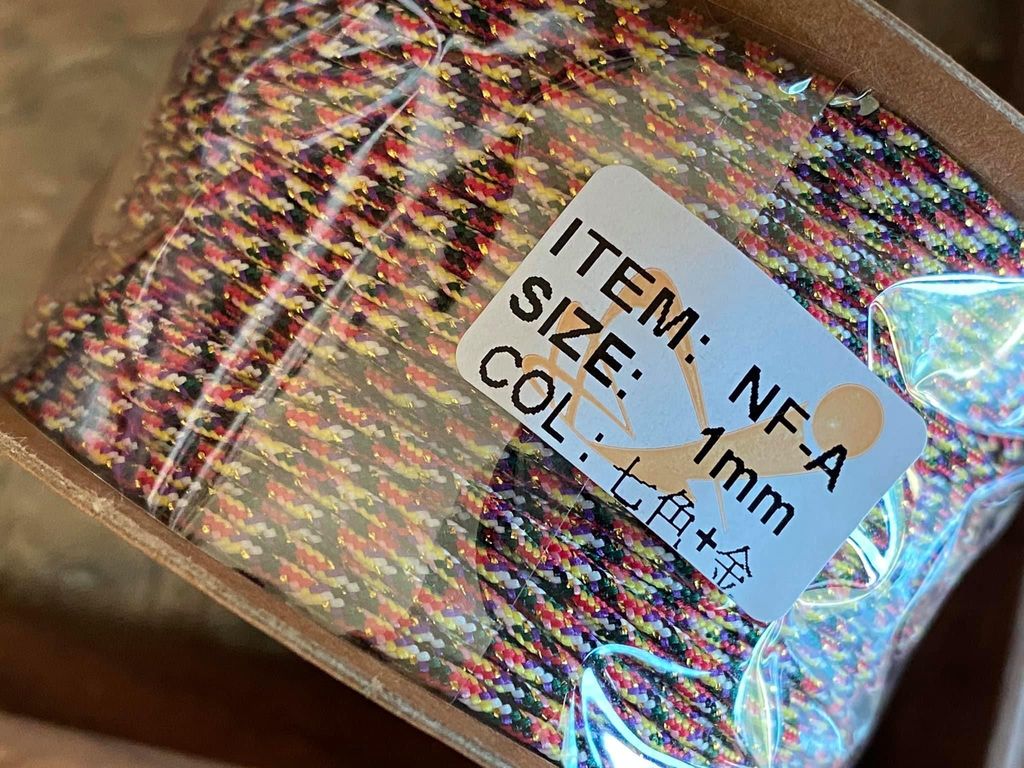 ITEM: NF-A
SIZE: 1mm
COL : 七色+金